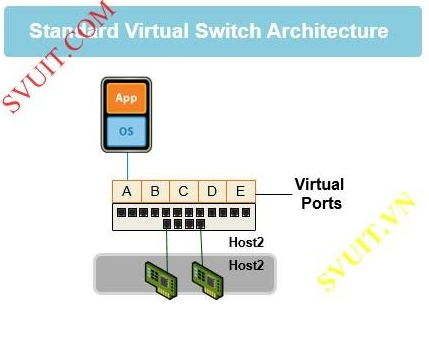 Standard Virtual Switch Architecture
SVUIT.COM
App
OS
A B C D E
Virtual
Ports
Host2
Host2
SVUIT.VN